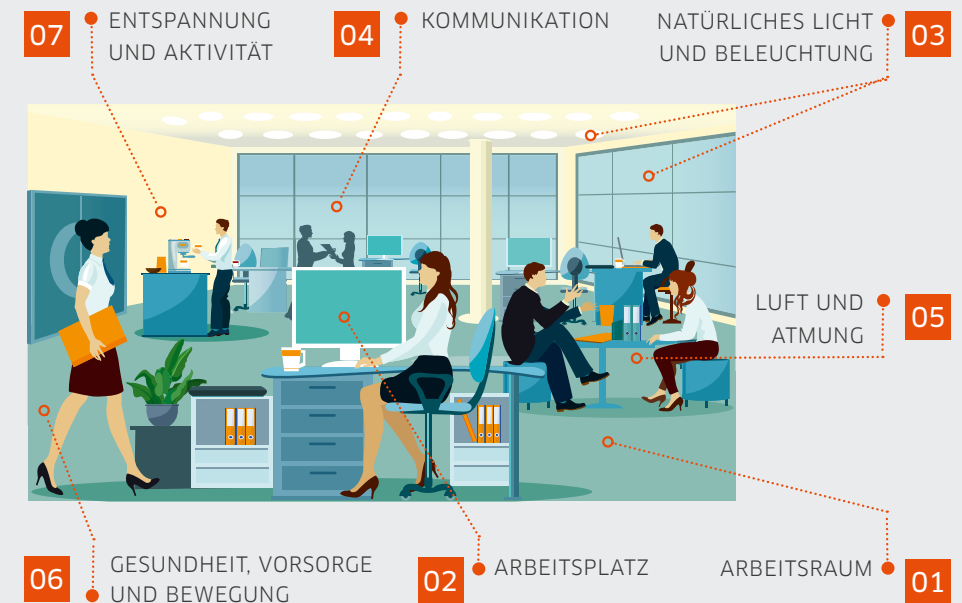 07
ENTSPANNUNG
UND AKTIVITÄT
04
KOMMUNIKATION
NATÜRLICHES LICHT
UND BELEUCHTUNG
03
LUFT UND
ATMUNG
05
06
GESUNDHEIT, VORSORGE
UND BEWEGUNG
02
ARBEITSPLATZ
ARBEITSRAUM
01